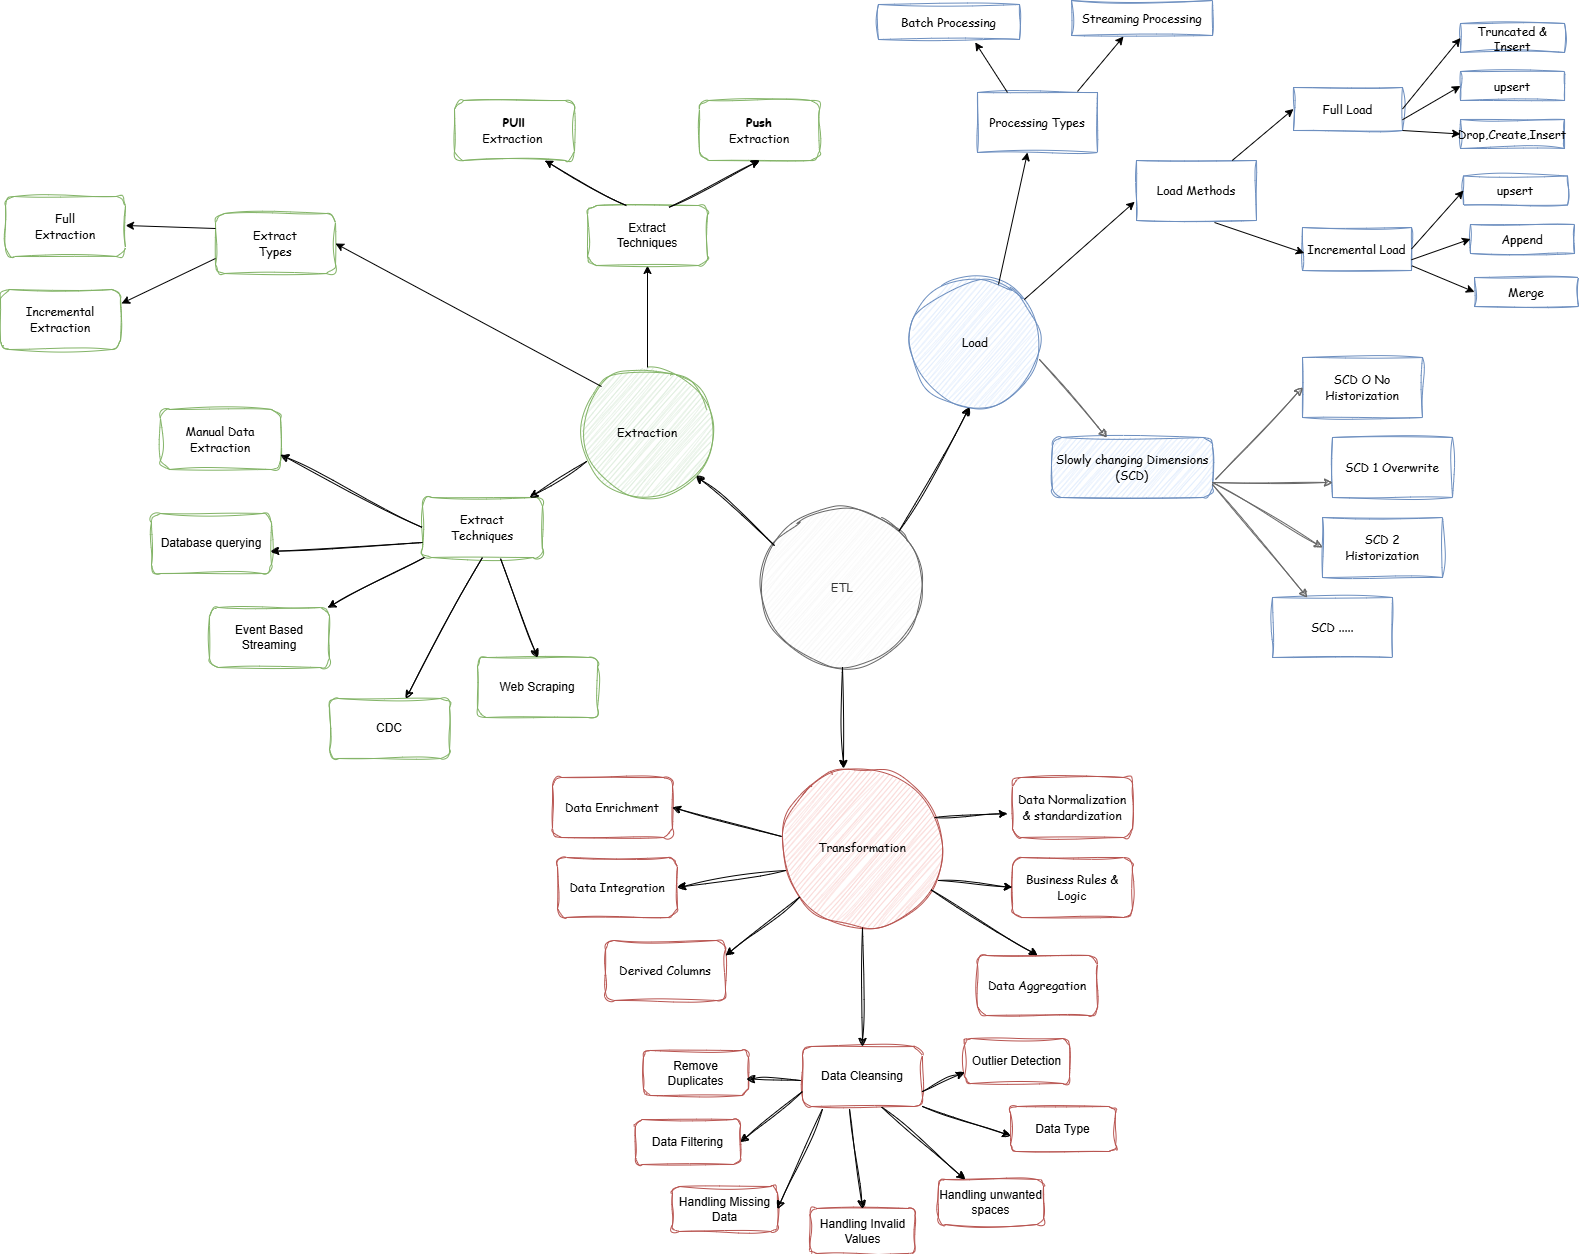 Batch Processing
Streaming Processing
Truncated &
Insert
upsert
Drop,Create,Insert
Full Load
Processing Types
Load Methods
upsert
Append
Merge
Incremental Load
PUll
Extraction
Push
Extraction
Extract
Techniques
Full
Extraction
Extract
Types
Incremental
Extraction
Load
Extraction
Manual Data
Extraction
Database querying
Extract
Techniques
Event Based
Streaming
CDC
Web Scraping
Slowly changing Dimensions
(SCD)
SCD O No
Historization
SCD 1 Overwrite
SCD 2
Historization
SCD .....
ETL
Transformation
Data Enrichment
Data Integration
Derived Columns
Data Normalization
& standardization
Business Rules &
Logic
Data Aggregation
Data Cleansing
Remove
Duplicates
Data Filtering
Handling Missing
Data
Handling Invalid
Values
Handling unwanted
spaces
Data Type
Outlier Detection